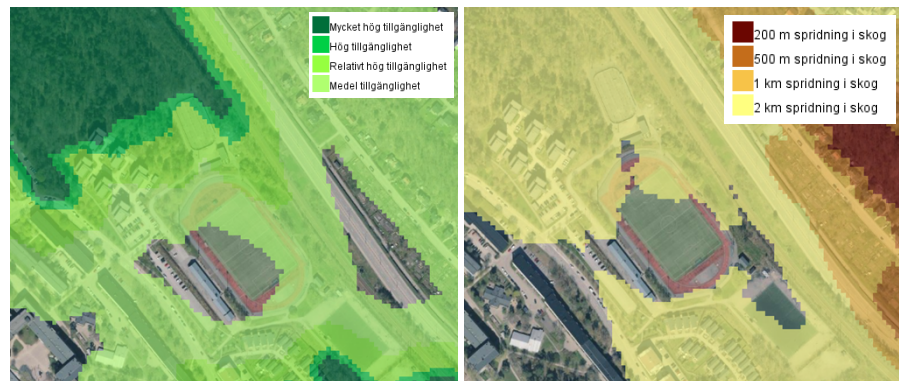 Mycket hög tillgänglighet
Hög tillgänglighet
Relativt hög tillgänglighet
Medel tillgänglighet
200 m spridning i skog
500 m spridning i skog
1 km spridning i skog
2 km spridning i skog